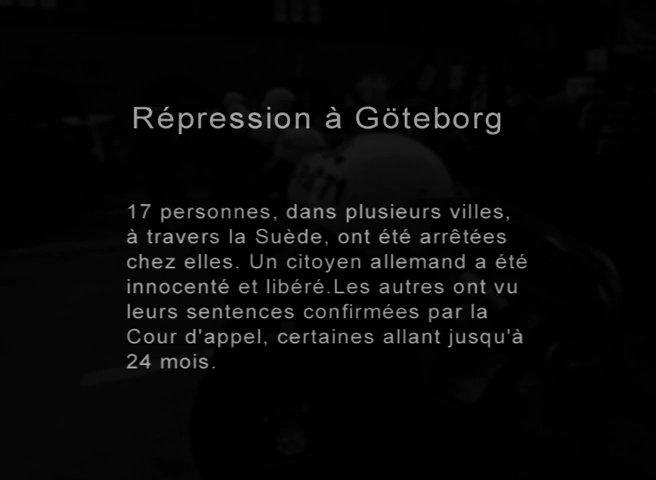 Répression à Göteborg
17 personnes, dans plusieurs villes,
à travers la Suède, ont été arrêtées
chez elles. Un citoyen allemand a été
innocenté et libéré.Les autres ont vu
leurs sentences confirmées par la
Cour d'appel, certaines allant jusqu'à
24 mois.